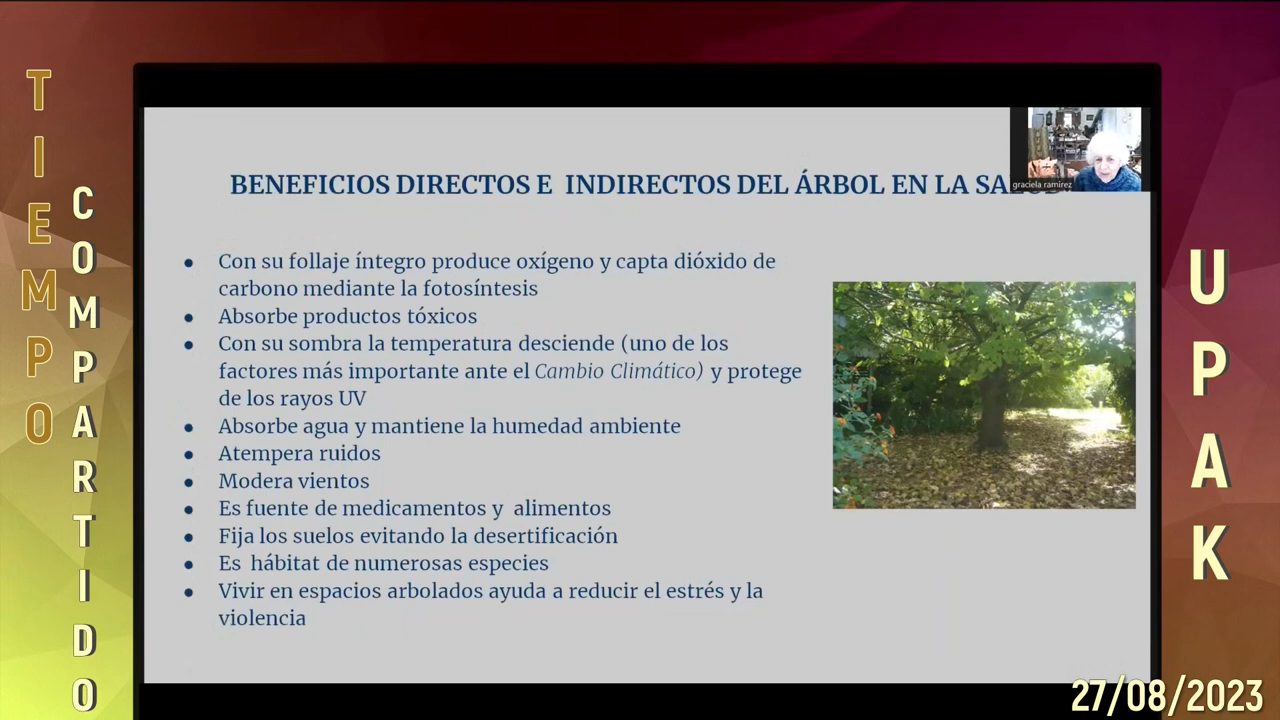 TIEMPO
COMPARTIDO
BENEFICIOS DIRECTOS E  INDIRECTOS DEL ÁRBOL EN LA
graciela ramirez
● Con su follaje íntegro produce oxígeno y capta dióxido de
carbono mediante la fotosíntesis
● Absorbe productos tóxicos
● Con su sombra la temperatura desciende (uno de los
factores más importante ante el Cambio Climático) y protege
de los rayos UV
● Absorbe agua y mantiene la humedad ambiente
● Atempera ruidos
● Modera vientos
● Es fuente de medicamentos y  alimentos
● Fija los suelos evitando la desertificación
● Es  hábitat de numerosas especies
● Vivir en espacios arbolados ayuda a reducir el estrés y la
violencia
UPAK
27/08/2023